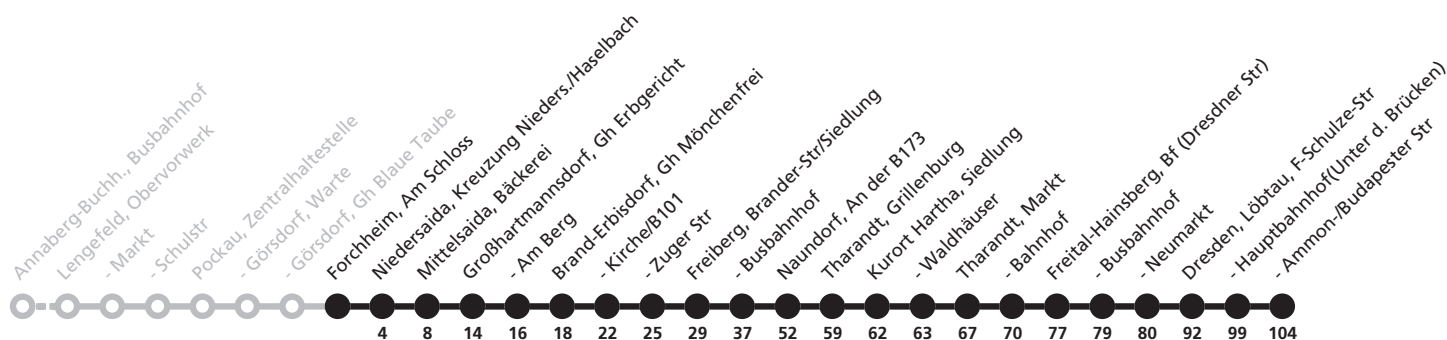 Annaberg-Buchh., Busbahnhof
Lengefeld, Obervorwerk
- Markt
- Schulstr
Pockau, Zentralhaltestelle
- Görsdorf, Warte
- Görsdorf, Gh Blaue Taube
Forchheim, Am Schloss
Niedersaida, Kreuzung Nieders./Haselbach
Mittelsaida, Bäckerei
Großhartmannsdorf, Gh Erbgericht
- Am Berg
Brand-Erbisdorf, Gh Mönchenfrei
- Kirche/B101
- Zuger Str
Freiberg, Brander-Str/Siedlung
- Busbahnhof
Naundorf, An der B173
Tharandt, Grillenburg
Kurort Hartha, Siedlung
- Waldhäuser
Tharandt, Markt
- Bahnhof
Freital-Hainsberg, Bf (Dresdner Str)
- Busbahnhof
- Neumarkt
Dresden, Löbtau, F-Schulze-Str
- Hauptbahnhof(Unter d. Brücken)
- Ammon-/Budapester Str
4 8 14 16 18 22 25 29 37 52 59 62 63 67 70 77 79 80 92 99 104